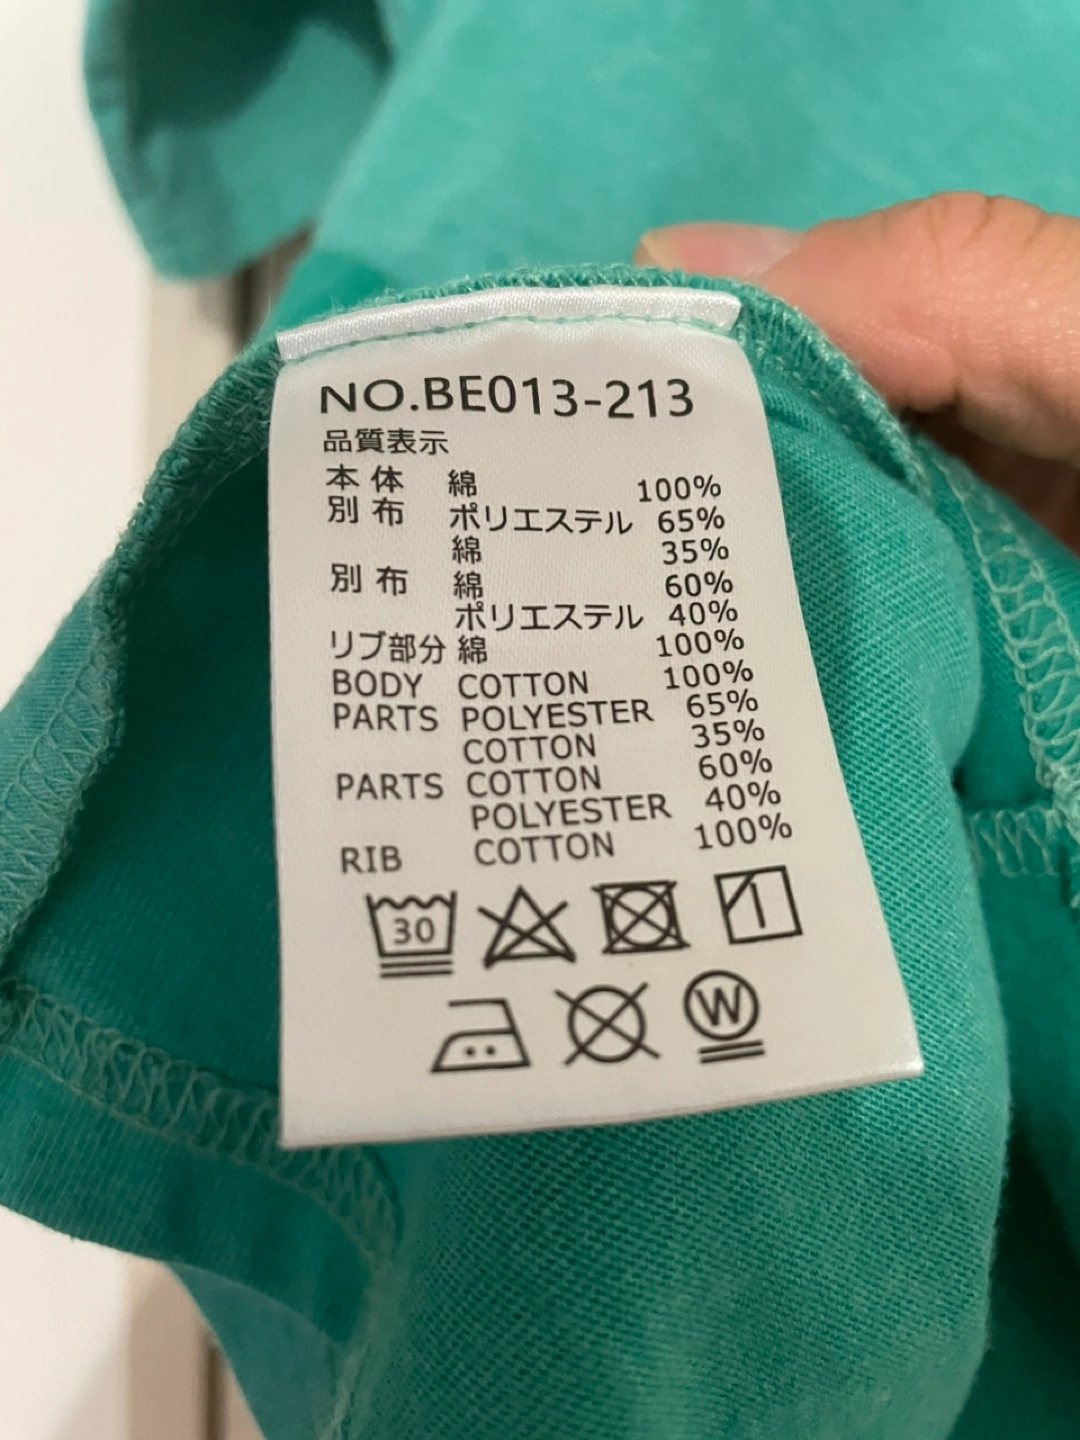 NO.BE013-213
品質表示
本体 綿 100%
別布 ポリエステル 65%
綿 35%
別布 綿 60%
ポリエステル 40%
リブ部分 綿 100%
BODY COTTON 100%
PARTS POLYESTER 65%
COTTON 35%
PARTS COTTON 60%
POLYESTER 40%
RIB COTTON 100%
30
W